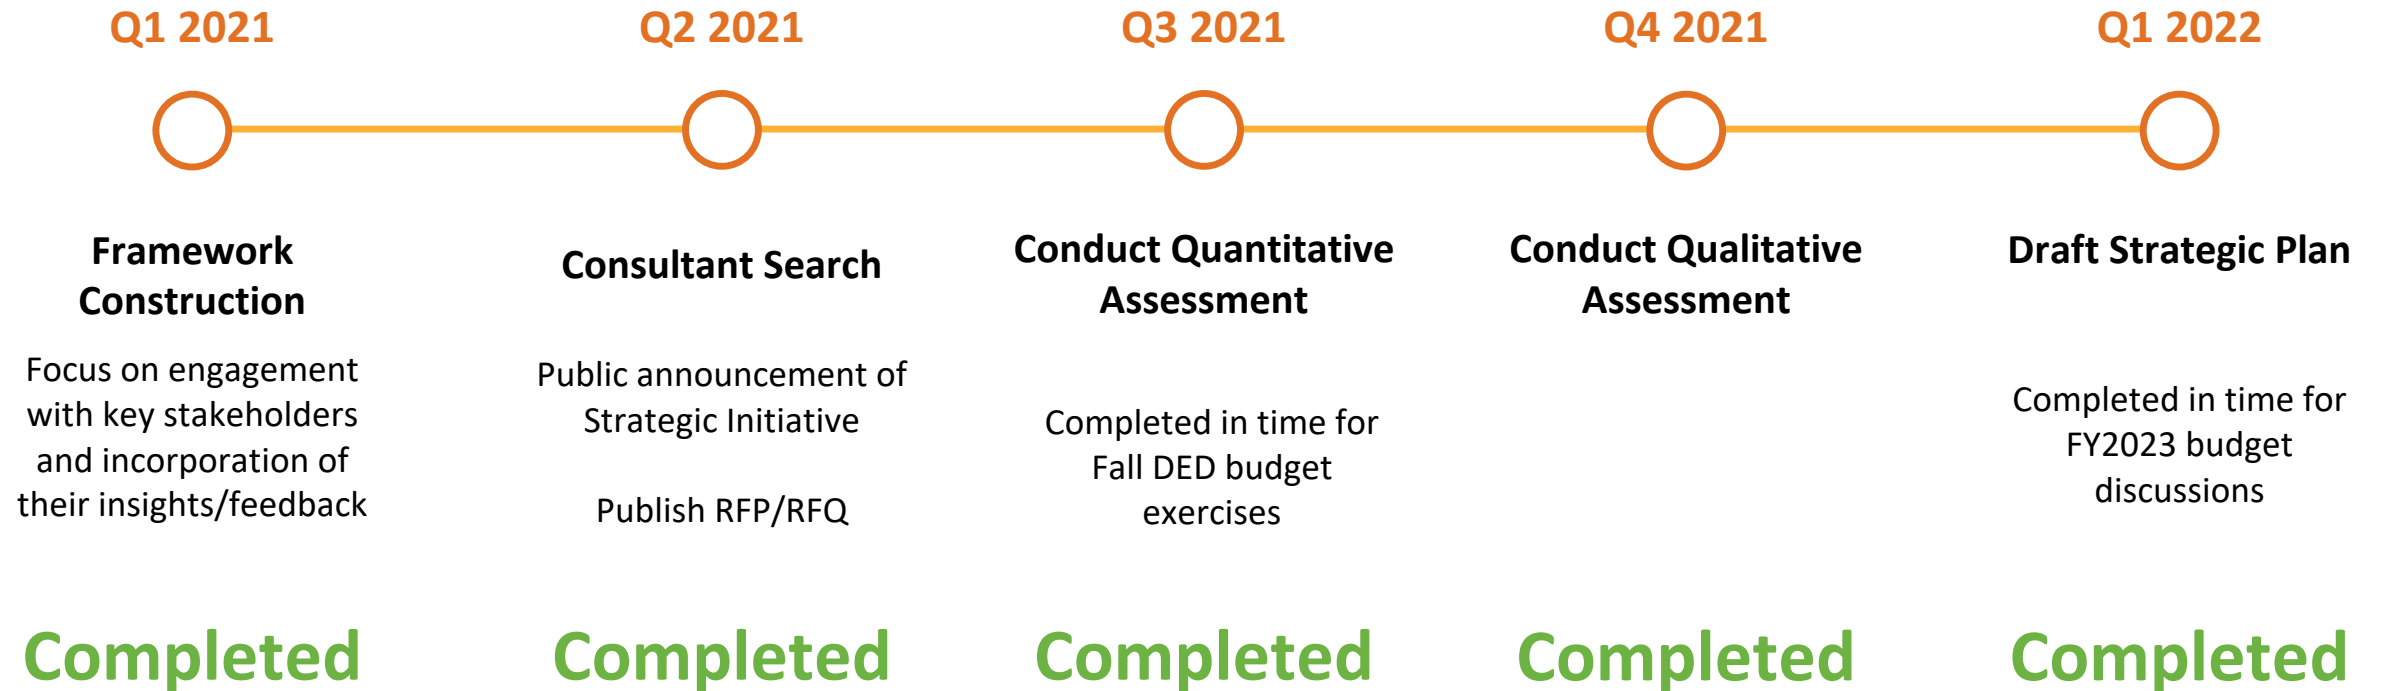 Q1 2021
Framework
Construction
Focus on engagement
with key stakeholders
and incorporation of
their insights/feedback
Completed
Q2 2021
Consultant Search
Public announcement of
Strategic Initiative
Publish RFP/RFQ
Completed
Q3 2021
Conduct Quantitative
Assessment
Completed in time for
Fall DED budget
exercises
Completed
Q4 2021
Conduct Qualitative
Assessment
Completed
Q1 2022
Draft Strategic Plan
Completed in time for
FY2023 budget
discussions
Completed